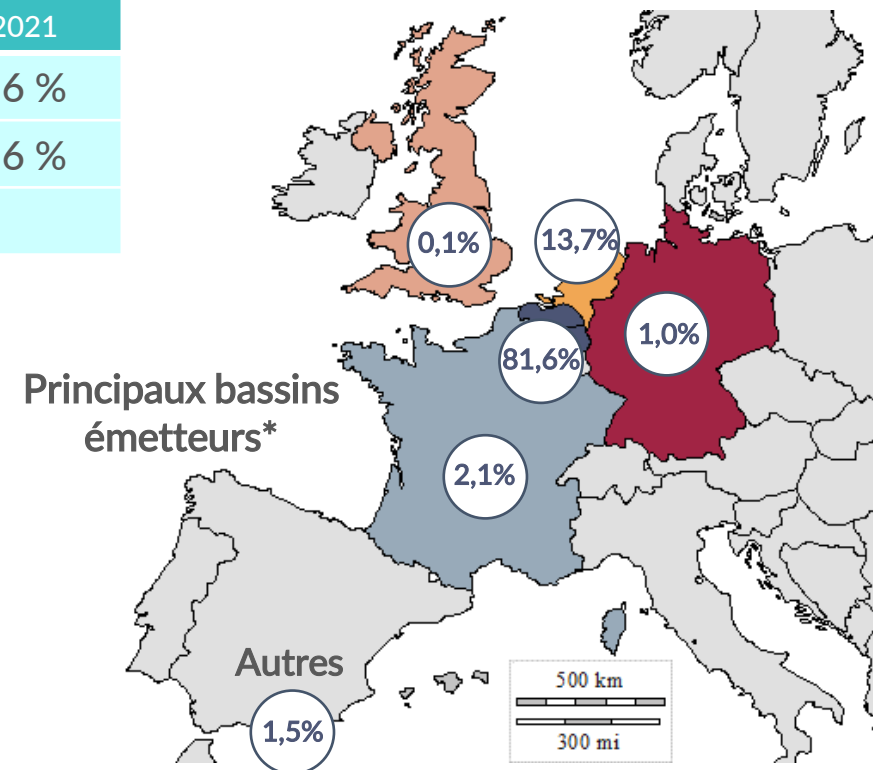 2021
6 %
6 %
0,1%
13,7%
1,0%
81,6%
Principaux bassins
émetteurs*
2,1%
Autres
1,5%
500 km
300 mi